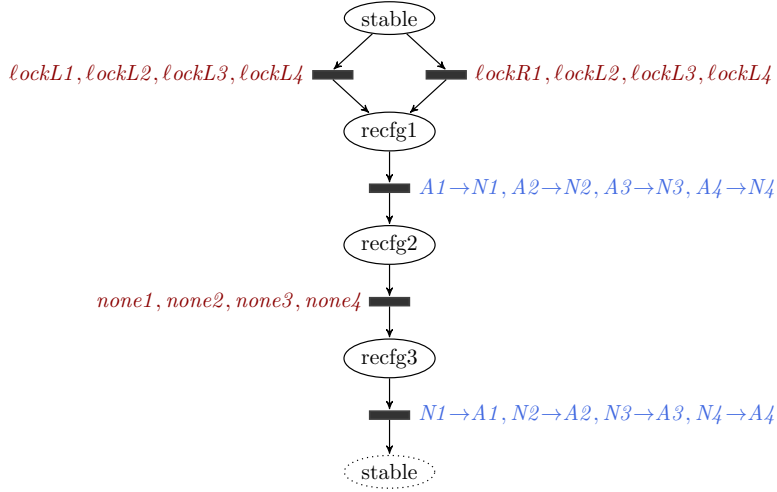 stable
ℓockL1, ℓockL2, ℓockL3, ℓockL4
ℓockR1, ℓockL2, ℓockL3, ℓockL4
recfg1
A1→N1, A2→N2, A3→N3, A4→N4
recfg2
none1, none2, none3, none4
recfg3
N1→A1, N2→A2, N3→A3, N4→A4
stable